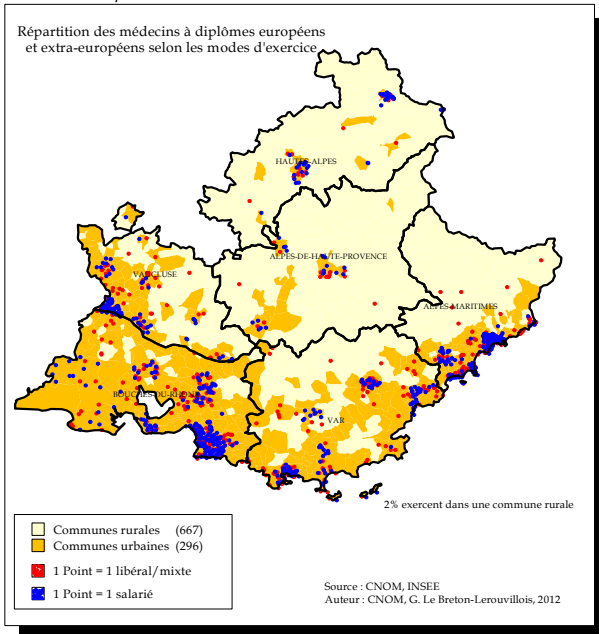 Répartition des médecins à diplômes européens
et extra-européens selon les modes d'exercice
HAUTES-ALPES
ALPES-DE-HAUTE-PROVENCE
VAUCLUSE
ALPES-MARITIMES
BOUCHES-DU-RHONE
VAR
2% exercent dans une commune rurale
Communes rurales (667)
Communes urbaines (296)
1 Point = 1 libéral/mixte
1 Point = 1 salarié
Source : CNOM, INSEE
Auteur : CNOM, G. Le Breton-Lerouvillois, 2012